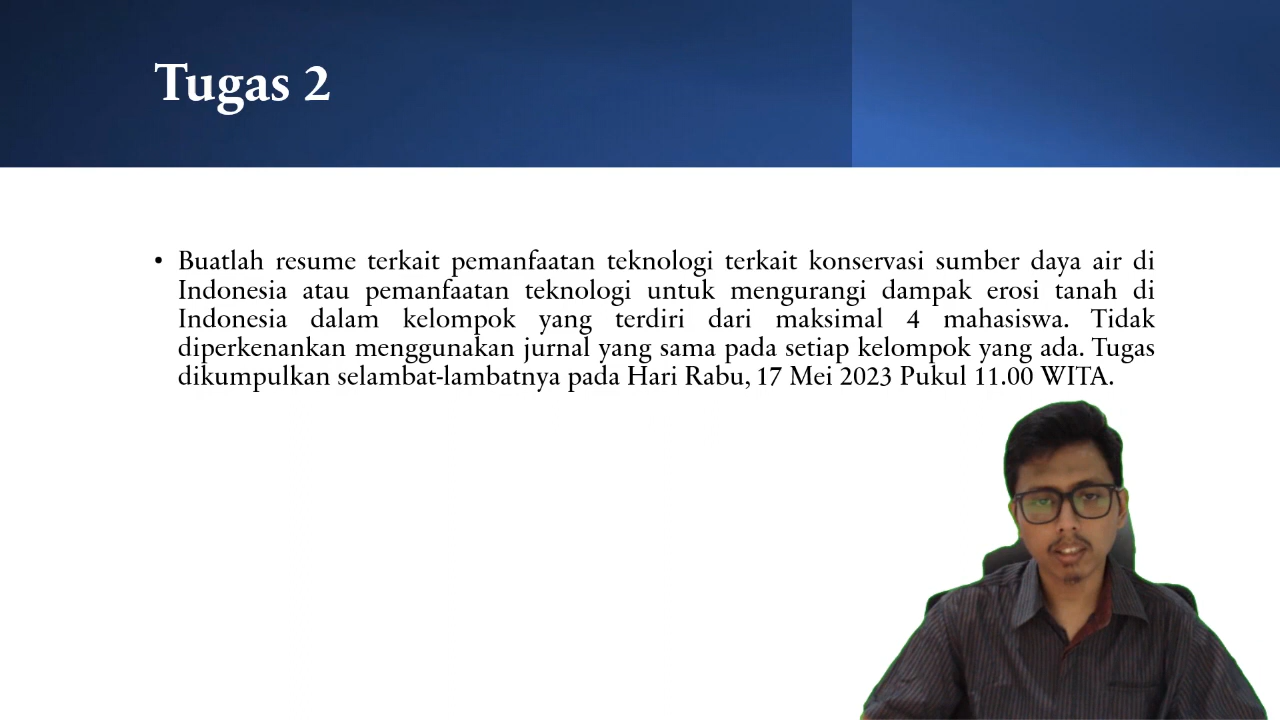 Tugas 2
• Buatlah resume terkait pemanfaatan teknologi terkait konservasi sumber daya air di
Indonesia atau pemanfaatan teknologi untuk mengurangi dampak erosi tanah di
Indonesia dalam kelompok yang terdiri dari maksimal 4 mahasiswa. Tidak
diperkenankan menggunakan jurnal yang sama pada setiap kelompok yang ada. Tugas
dikumpulkan selambat-lambatnya pada Hari Rabu, 17 Mei 2023 Pukul 11.00 WITA.